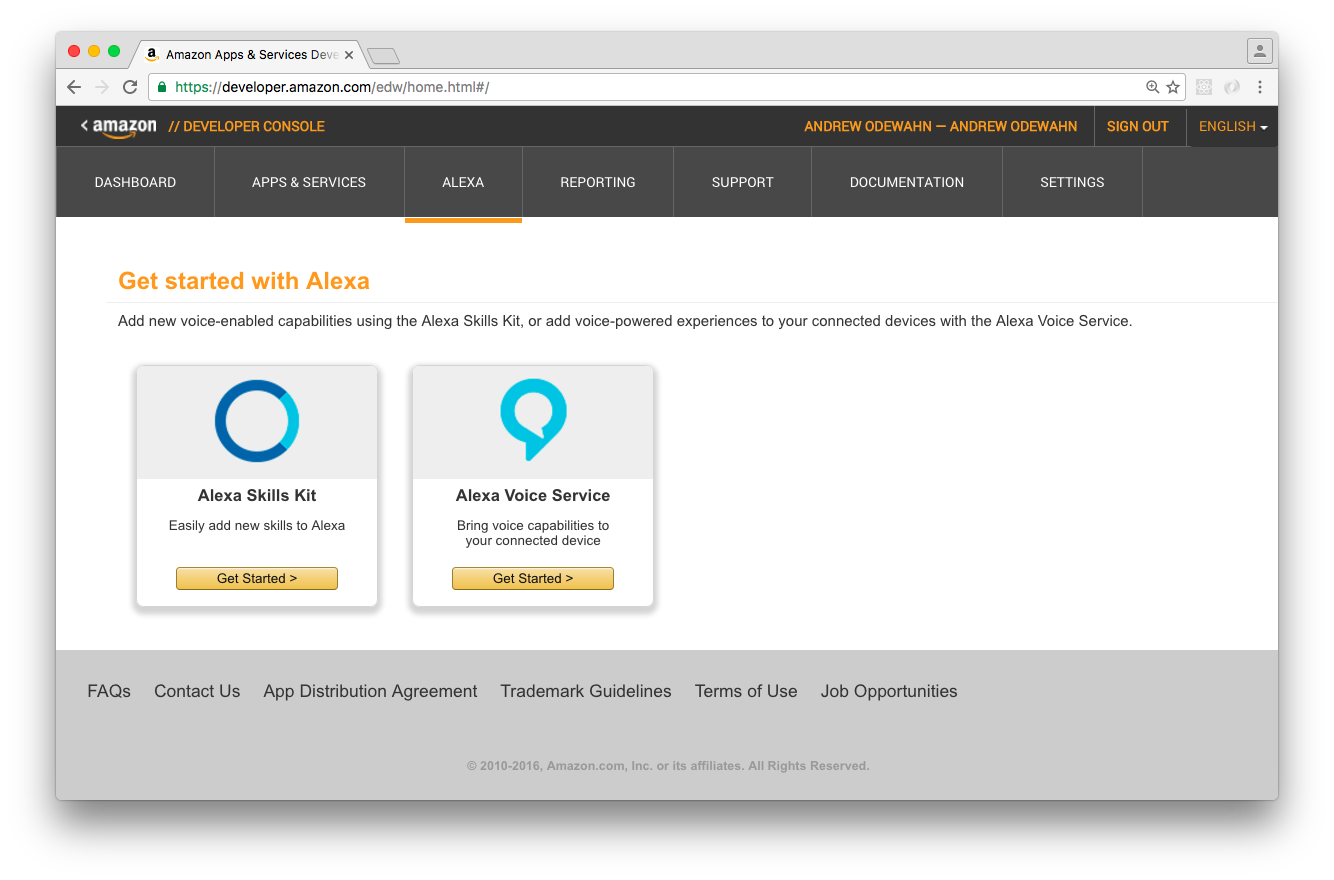 Amazon Apps & Services Deve
https://developer.amazon.com/edw/home.html#/
< amazon // DEVELOPER CONSOLE ANDREW ODEWAHN — ANDREW ODEWAHN SIGN OUT ENGLISH
DASHBOARD APPS & SERVICES ALEXA REPORTING SUPPORT DOCUMENTATION SETTINGS
Get started with Alexa
Add new voice-enabled capabilities using the Alexa Skills Kit, or add voice-powered experiences to your connected devices with the Alexa Voice Service.
Alexa Skills Kit
Easily add new skills to Alexa
Get Started >
Alexa Voice Service
Bring voice capabilities to
your connected device
Get Started >
FAQs Contact Us App Distribution Agreement Trademark Guidelines Terms of Use Job Opportunities
© 2010-2016, Amazon.com, Inc. or its affiliates. All Rights Reserved.